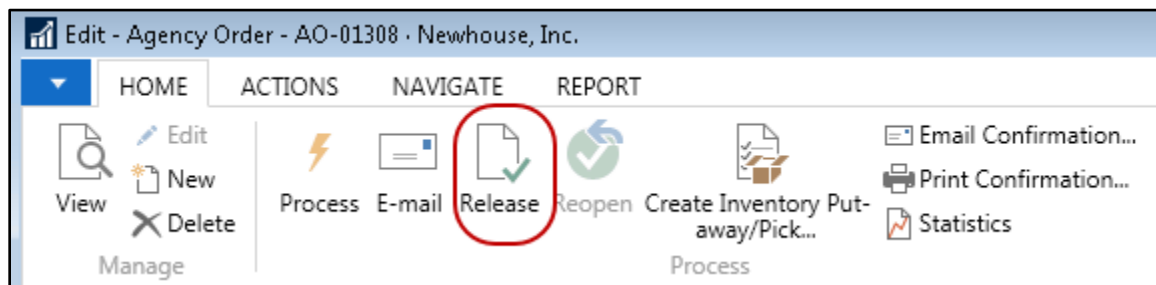 Edit - Agency Order - AO-01308 · Newhouse, Inc.
HOME ACTIONS NAVIGATE REPORT
View
Edit
New
Delete
Manage
Process
E-mail
Release
Reopen
Create Inventory Put-
away/Pick...
Email Confirmation...
Print Confirmation...
Statistics
Process